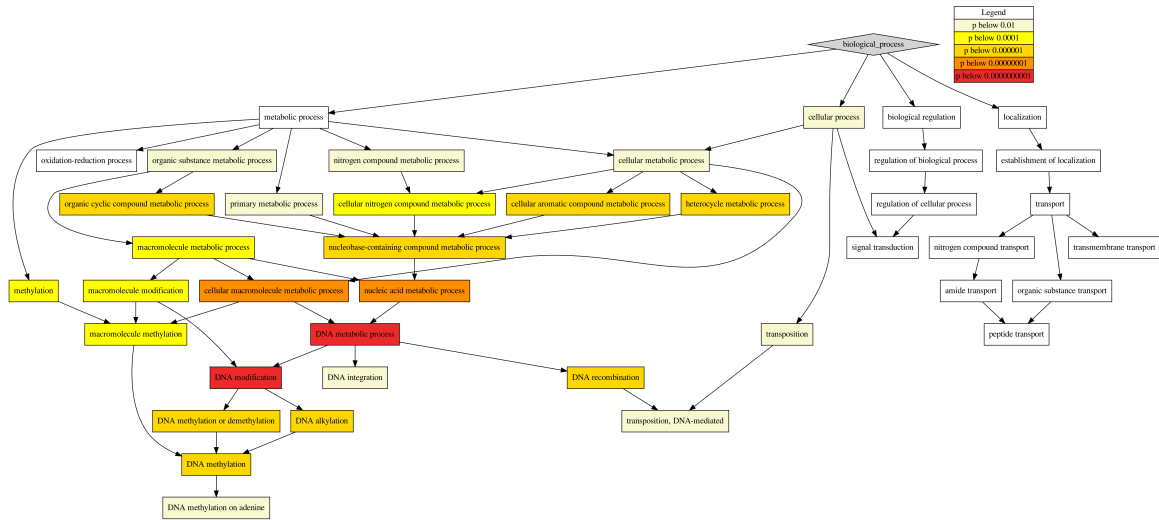 Legend
p below 0.01
p below 0.0001
p below 0.000001
p below 0.00000001
p below 0.0000000001
biological_process
metabolic process
cellular process
biological regulation
localization
oxidation-reduction process
organic substance metabolic process
nitrogen compound metabolic process
cellular metabolic process
regulation of biological process
establishment of localization
organic cyclic compound metabolic process
primary metabolic process
cellular nitrogen compound metabolic process
cellular aromatic compound metabolic process
heterocycle metabolic process
regulation of cellular process
transport
macromolecule metabolic process
nucleobase-containing compound metabolic process
signal transduction
nitrogen compound transport
transmembrane transport
methylation
macromolecule modification
cellular macromolecule metabolic process
nucleic acid metabolic process
amide transport
organic substance transport
macromolecule methylation
DNA metabolic process
transposition
peptide transport
DNA modification
DNA integration
DNA recombination
DNA methylation or demethylation
DNA alkylation
transposition, DNA-mediated
DNA methylation
DNA methylation on adenine